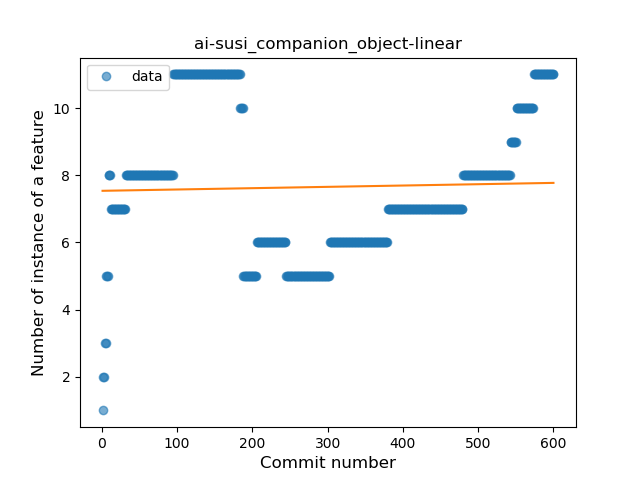 ai-susi_companion_object-linear
data
Number of instance of a feature
10
8
6
4
2
0 100 200 300 400 500 600
Commit number